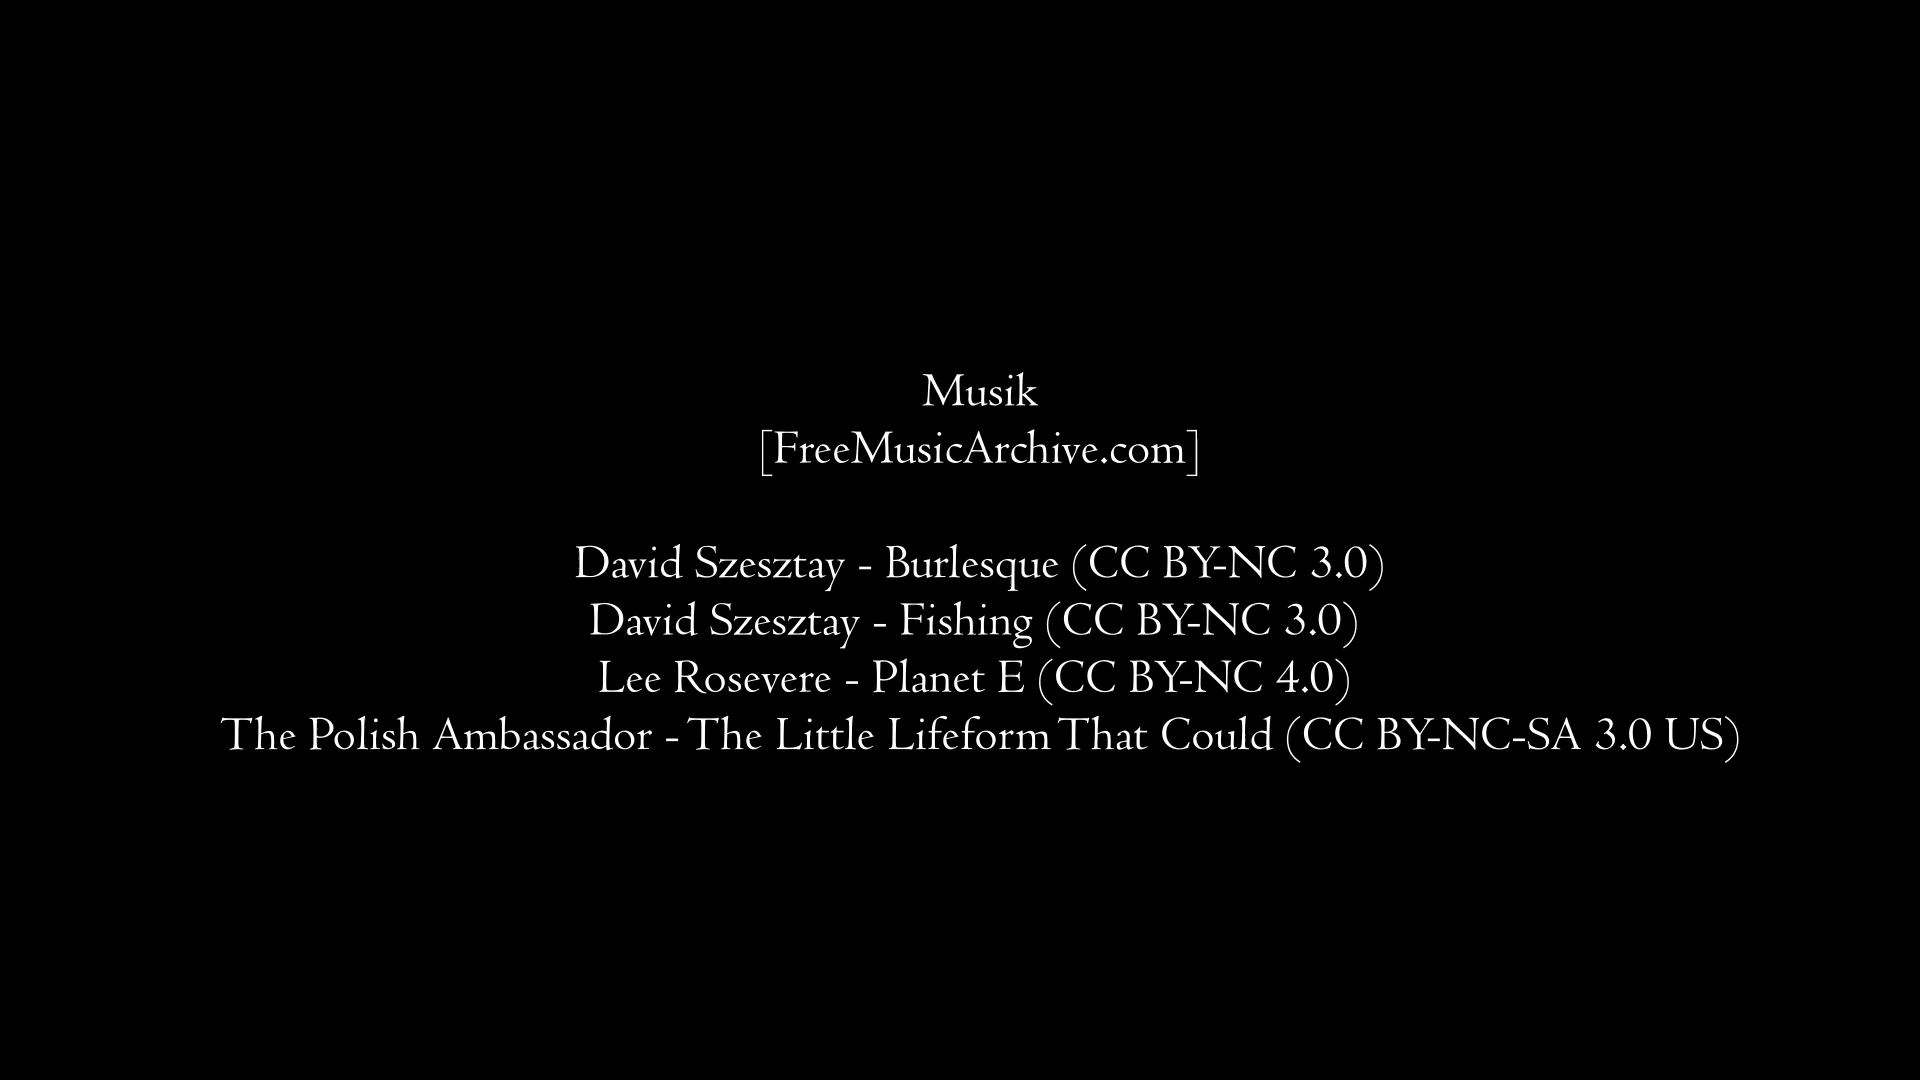 Musik
[FreeMusicArchive.com]
David Szesztay - Burlesque (CC BY-NC 3.0)
David Szesztay - Fishing (CC BY-NC 3.0)
Lee Rosevere - Planet E (CC BY-NC 4.0)
The Polish Ambassador - The Little Lifeform That Could (CC BY-NC-SA 3.0 US)